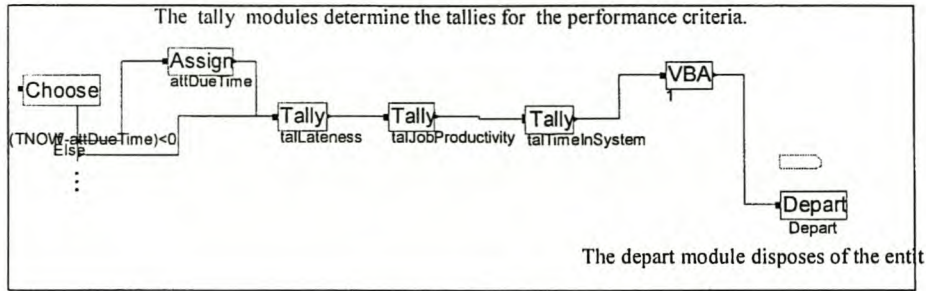 The tally modules determine the tallies for the performance criteria.
Choose
Assign
attDueTime
VBA
1
Tally
talLateness
Tally
talJobProductivity
Tally
talTimeInSystem
(TNOW-attDueTime)<0
Else
Depart
Depart
The depart module disposes of the entit